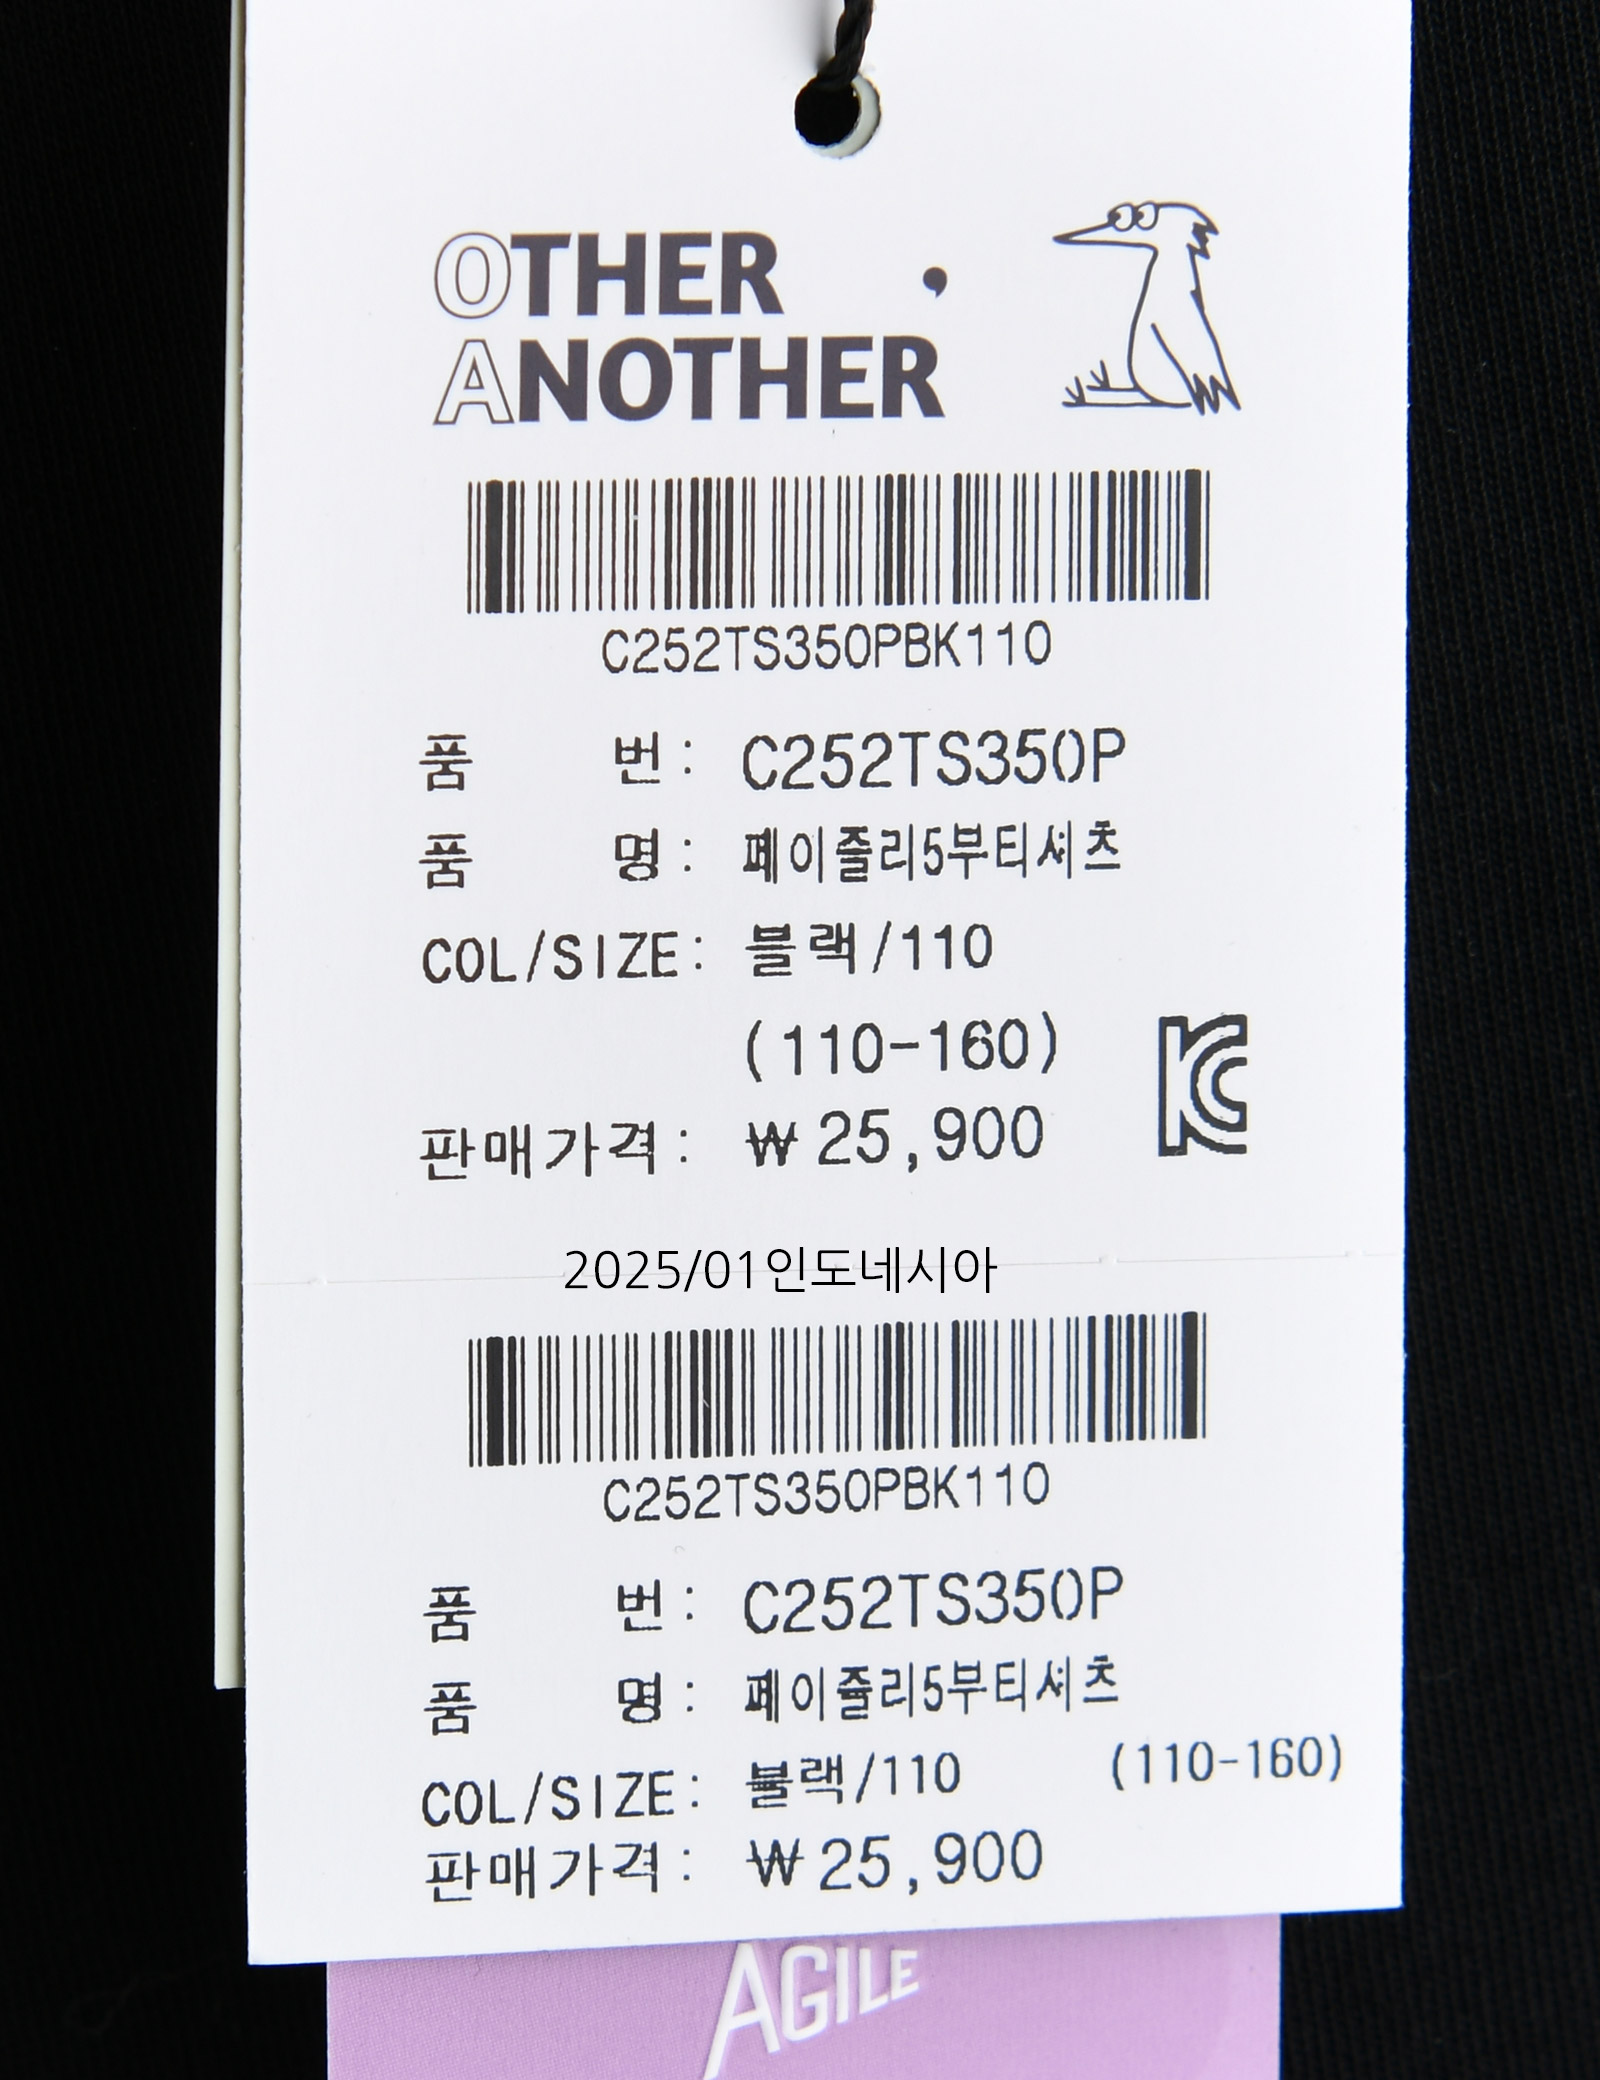 OTHER
ANOTHER
C252TS350PBK110
품 번: C252TS350P
품 명: 페이즐리5부티셔츠
COL/SIZE: 블랙/110
(110-160)
판매가격: ₩25,900
2025/01인도네시아
C252TS350PBK110
품 번: C252TS350P
품 명: 페이즐리5부티셔츠
COL/SIZE: 블랙/110 (110-160)
판매가격: ₩25,900
AGILE